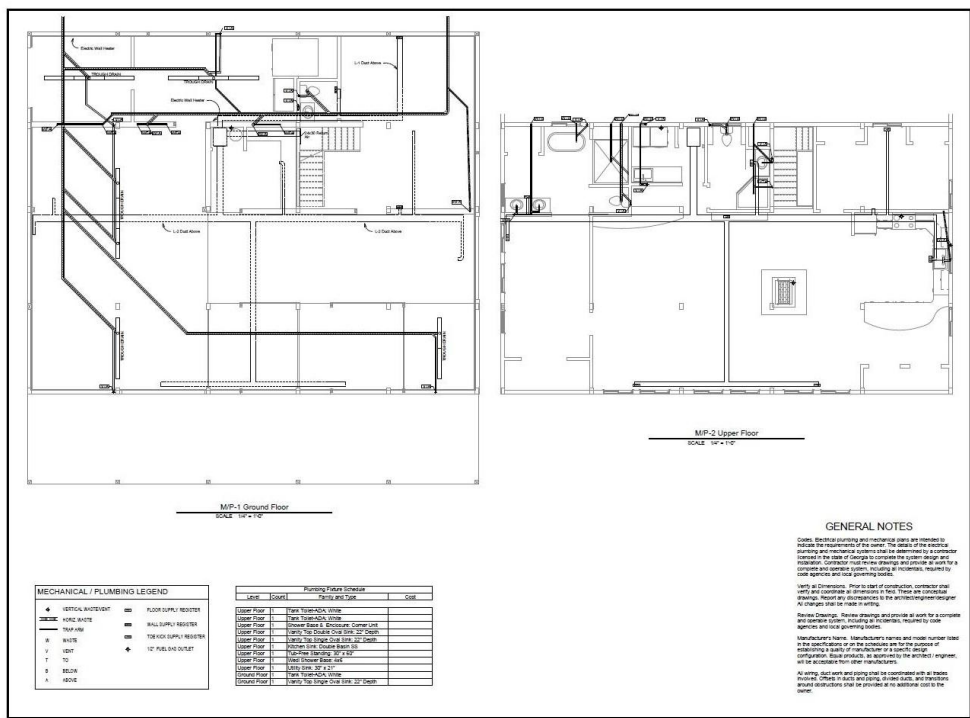 Electric Wall Heater
L-1 Duct Above
TROUGH DRAIN
TROUGH DRAIN
Electric Wall Heater
TROUGH DRAIN
L-2 Duct Above
L-2 Duct Above
TROUGH DRAIN
TROUGH DRAIN
M/P-1 Ground Floor
SCALE 1/4" = 1'-0"
M/P-2 Upper Floor
SCALE 1/4" = 1'-0"
GENERAL NOTES
Codes. Electrical plumbing and mechanical plans are intended to
indicate the requirements of the owner. The details of the electrical
plumbing and mechanical systems shall be determined by a contractor
licensed in the state of Georgia to complete the system design and
installation. Contractor must review drawings and provide all work for a
complete and operable system, including all incidentals, required by
code agencies and local governing bodies.
Verify all Dimensions. Prior to start of construction, contractor shall
verify and coordinate all dimensions in field. These are conceptual
drawings. Report any discrepancies to the architect/engineer/designer
All changes shall be made in writing.
Review Drawings. Review drawings and provide all work for a complete
and operable system, including all incidentals, required by code
agencies and local governing bodies.
Manufacturer's Name. Manufacturer's names and model number listed
in the specifications or on the schedules are for the purpose of
establishing a quality of manufacturer or a specific design
configuration. Equal products, as approved by the architect / engineer,
will be acceptable from other manufacturers.
All wiring, duct work and piping shall be coordinated with all trades
involved. Offsets in ducts and piping, divided ducts, and transitions
around obstructions shall be provided at no additional cost to the
owner.
MECHANICAL / PLUMBING LEGEND
VERTICAL WASTE/VENT
FLOOR SUPPLY REGISTER
HORIZ. WASTE
WALL SUPPLY REGISTER
TRAP ARM
TOE KICK SUPPLY REGISTER
W WASTE
1/2" FUEL GAS OUTLET
V VENT
T TO
B BELOW
A ABOVE
Plumbing Fixture Schedule
Level Count Family and Type Cost
Upper Floor 1 Tank Toilet-ADA: White
Upper Floor 1 Tank Toilet-ADA: White
Upper Floor 1 Shower Base & Enclosure: Corner Unit
Upper Floor 1 Vanity Top Double Oval Sink: 22" Depth
Upper Floor 1 Vanity Top Single Oval Sink: 22" Depth
Upper Floor 1 Kitchen Sink: Double Basin SS
Upper Floor 1 Tub-Free Standing: 30" x 60"
Upper Floor 1 Wedi Shower Base: 4x6
Upper Floor 1 Utility Sink: 30" x 21"
Ground Floor 1 Tank Toilet-ADA: White
Ground Floor 1 Vanity Top Single Oval Sink: 22" Depth